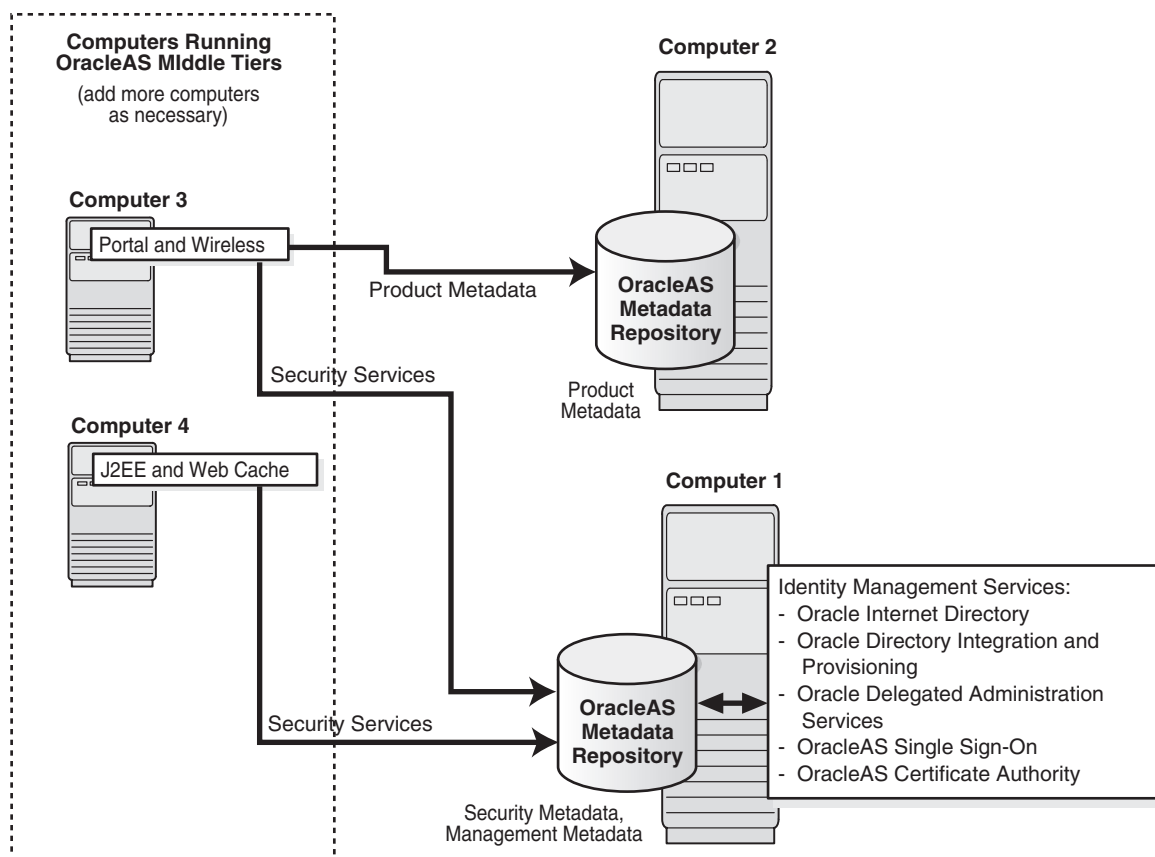 Computers Running
OracleAS MIddle Tiers
(add more computers
as necessary)
Computer 2
Computer 3
Portal and Wireless
Product Metadata
OracleAS
Metadata
Repository
Product
Metadata
Security Services
Computer 4
J2EE and Web Cache
Computer 1
Identity Management Services:
- Oracle Internet Directory
- Oracle Directory Integration and
Provisioning
- Oracle Delegated Administration
Services
- OracleAS Single Sign-On
- OracleAS Certificate Authority
Security Services
OracleAS
Metadata
Repository
Security Metadata,
Management Metadata